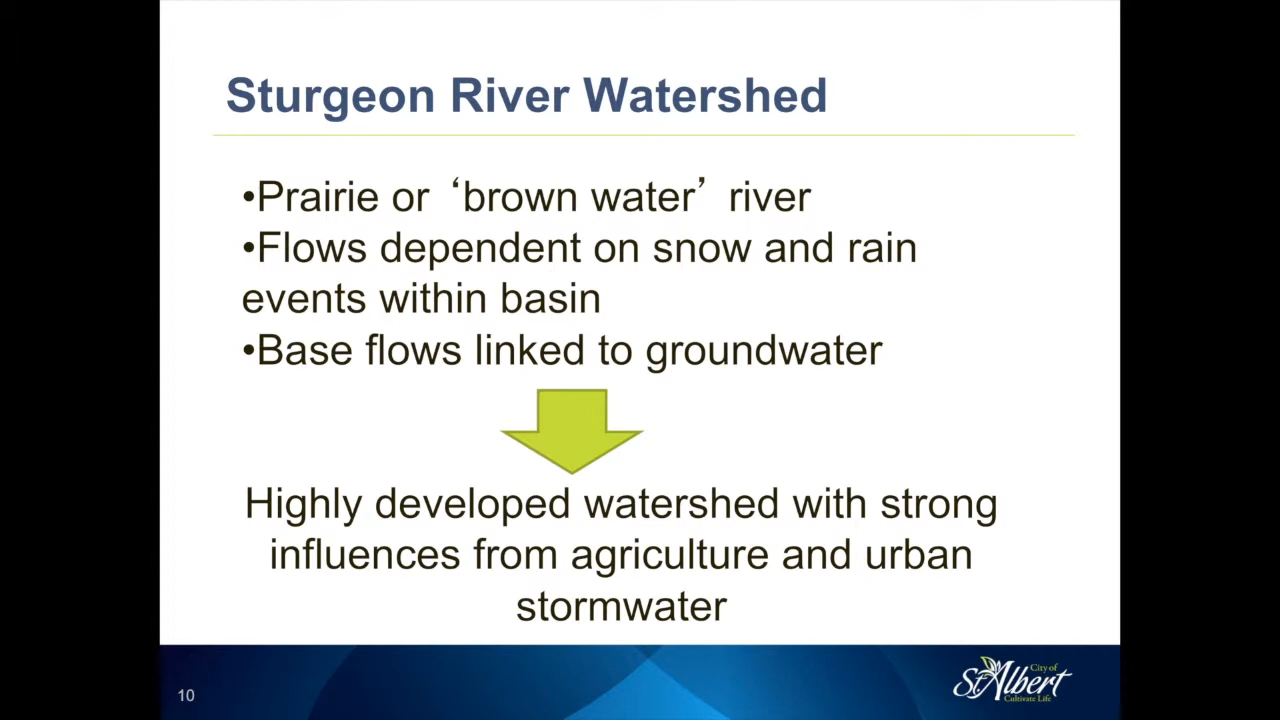 Sturgeon River Watershed
•Prairie or ‘brown water’ river
•Flows dependent on snow and rain
events within basin
•Base flows linked to groundwater
Highly developed watershed with strong
influences from agriculture and urban
stormwater
10
City of
St Albert
Cultivate Life